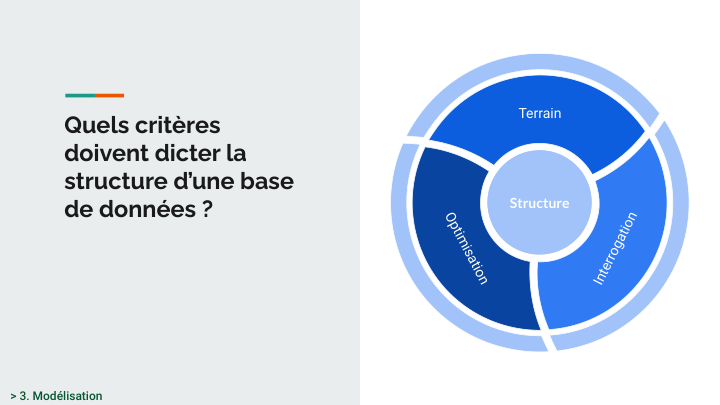 Quels critères
doivent dicter la
structure d’une base
de données ?
Terrain
Structure
Optimisation
Interrogation
> 3. Modélisation